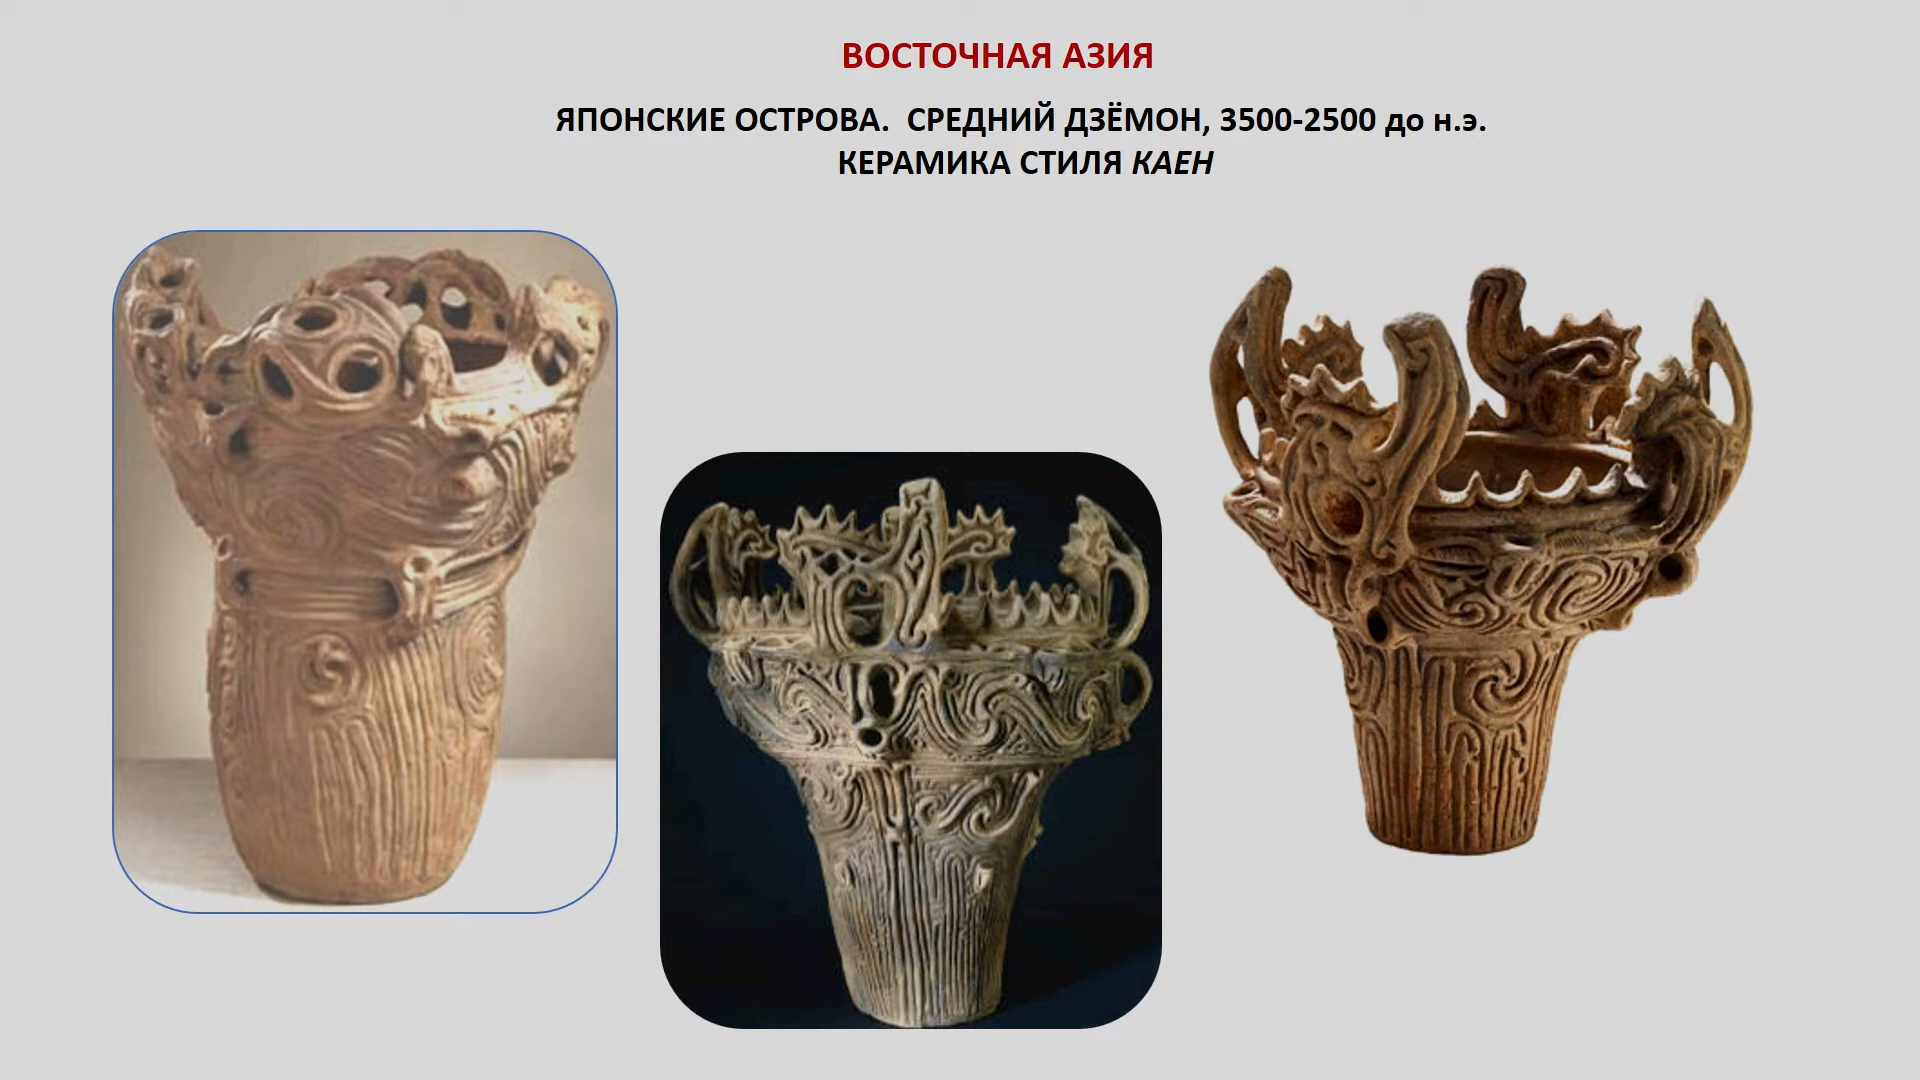 ВОСТОЧНАЯ АЗИЯ
ЯПОНСКИЕ ОСТРОВА. СРЕДНИЙ ДЗЁМОН, 3500-2500 до н.э.
КЕРАМИКА СТИЛЯ КАЕН